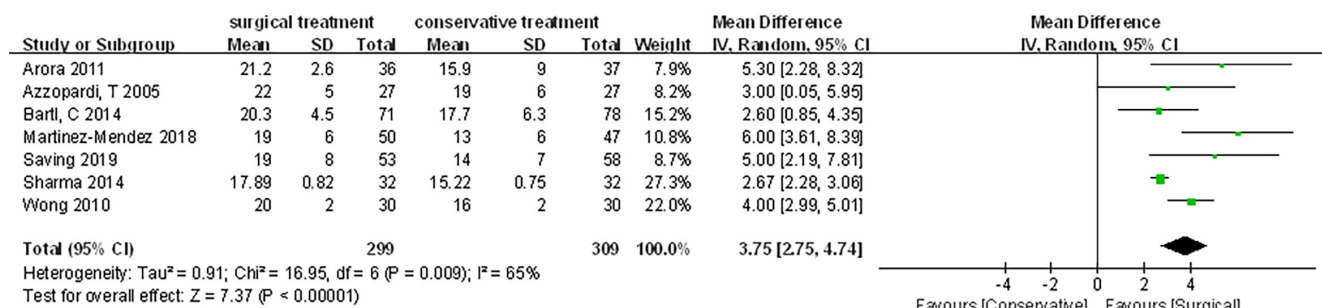 surgical treatment conservative treatment Mean Difference Mean Difference
Study or Subgroup Mean SD Total Mean SD Total Weight IV, Random, 95% CI IV, Random, 95% CI
Arora 2011 21.2 2.6 36 15.9 9 37 7.9% 5.30 [2.28, 8.32]
Azzopardi, T 2005 22 5 27 19 6 27 8.2% 3.00 [0.05, 5.95]
Bartl, C 2014 20.3 4.5 71 17.7 6.3 78 15.2% 2.60 [0.85, 4.35]
Martinez-Mendez 2018 19 6 50 13 6 47 10.8% 6.00 [3.61, 8.39]
Saving 2019 19 8 53 14 7 58 8.7% 5.00 [2.19, 7.81]
Sharma 2014 17.89 0.82 32 15.22 0.75 32 27.3% 2.67 [2.28, 3.06]
Wong 2010 20 2 30 16 2 30 22.0% 4.00 [2.99, 5.01]
Total (95% CI) 299 309 100.0% 3.75 [2.75, 4.74]
Heterogeneity: Tau² = 0.91; Chi² = 16.95, df = 6 (P = 0.009); I² = 65%
Test for overall effect: Z = 7.37 (P < 0.00001)
-4 -2 0 2 4
Favours [Conservative] Favours [Surgical]